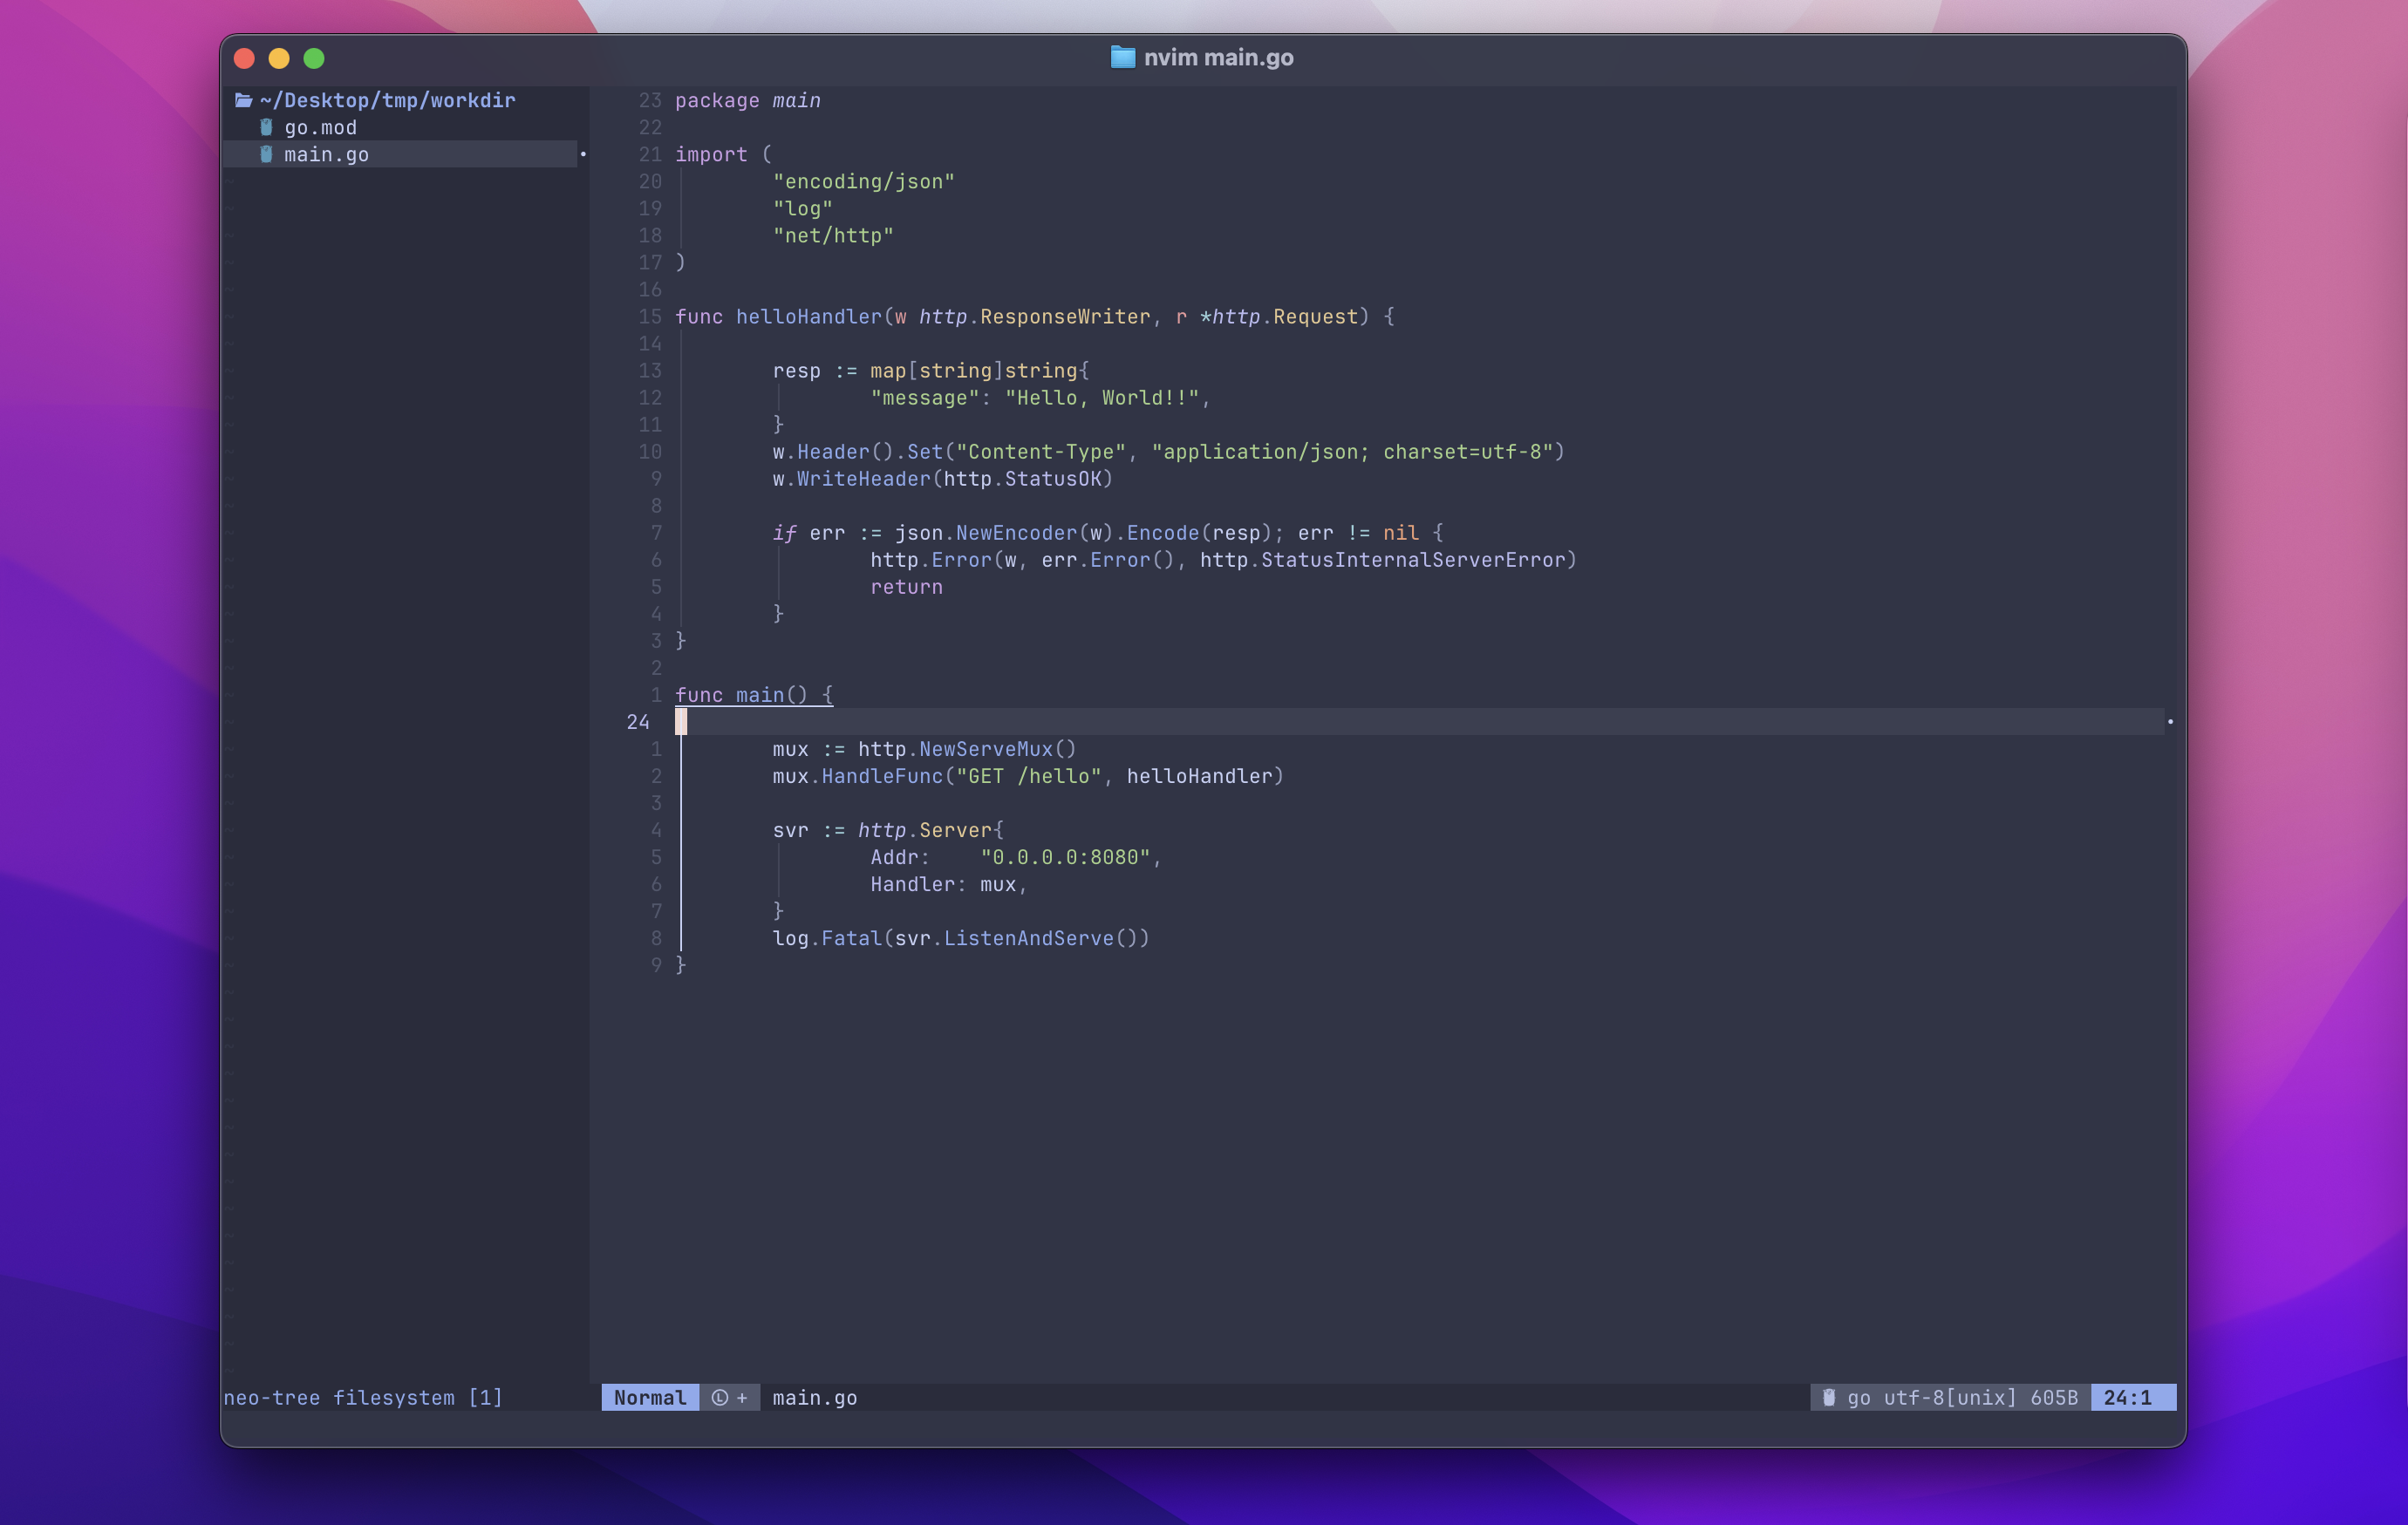 nvim main.go
~/Desktop/tmp/workdir
go.mod
main.go
23 package main
22
21 import (
20 "encoding/json"
19 "log"
18 "net/http"
17 )
16
15 func helloHandler(w http.ResponseWriter, r *http.Request) {
14
13 resp := map[string]string{
12 "message": "Hello, World!!",
11 }
10 w.Header().Set("Content-Type", "application/json; charset=utf-8")
9 w.WriteHeader(http.StatusOK)
8
7 if err := json.NewEncoder(w).Encode(resp); err != nil {
6 http.Error(w, err.Error(), http.StatusInternalServerError)
5 return
4 }
3 }
2
1 func main() {
24
1 mux := http.NewServeMux()
2 mux.HandleFunc("GET /hello", helloHandler)
3
4 svr := http.Server{
5 Addr:    "0.0.0.0:8080",
6 Handler: mux,
7 }
8 log.Fatal(svr.ListenAndServe())
9 }
neo-tree filesystem [1]
Normal Ⓛ + main.go go utf-8[unix] 605B 24:1